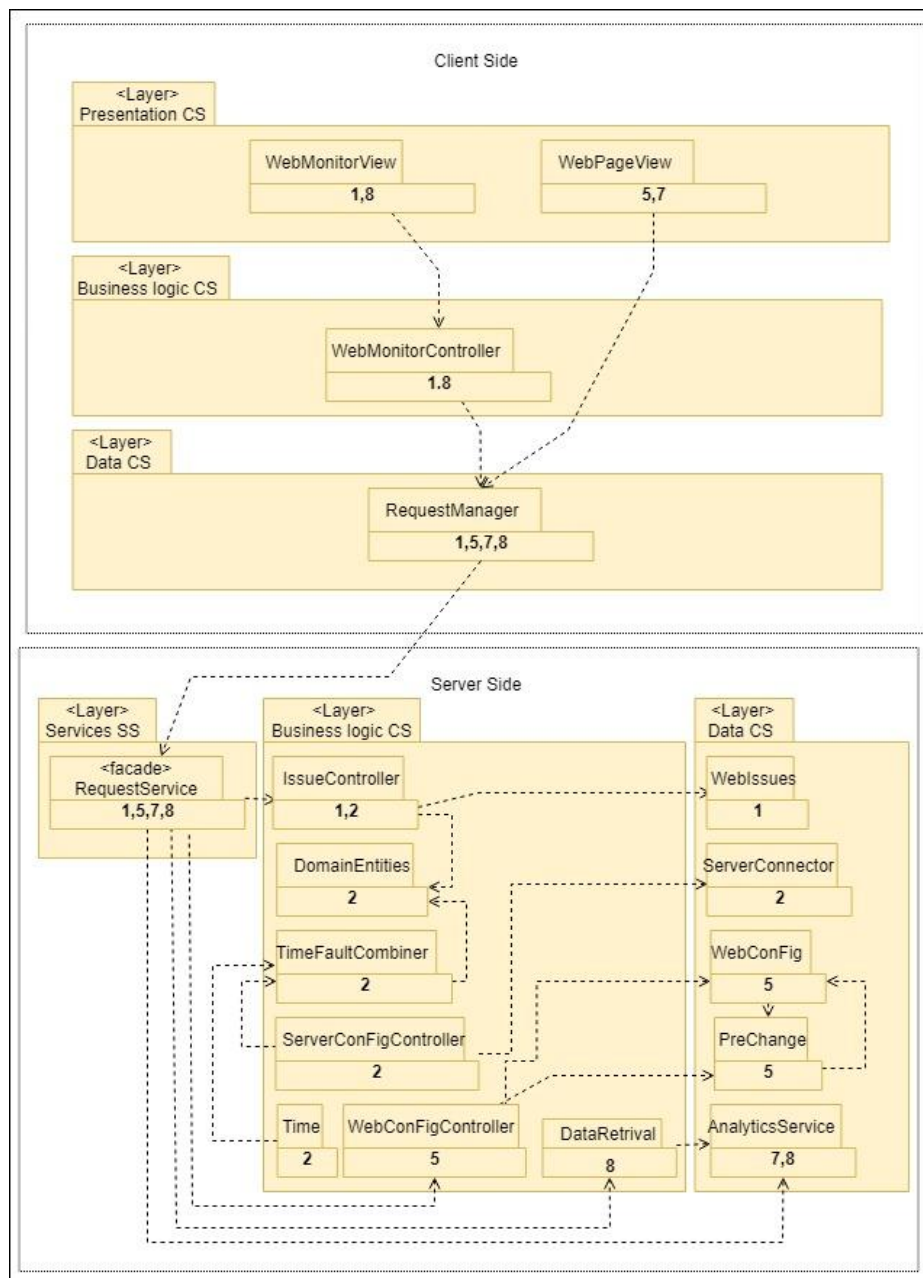 Client Side
<Layer>
Presentation CS
WebMonitorView
1,8
WebPageView
5,7
<Layer>
Business logic CS
WebMonitorController
1.8
<Layer>
Data CS
RequestManager
1,5,7,8
Server Side
<Layer>
Services SS
<facade>
RequestService
1,5,7,8
<Layer>
Business logic CS
IssueController
1,2
DomainEntities
2
TimeFaultCombiner
2
ServerConFigController
2
Time
2
WebConFigController
5
DataRetrival
8
<Layer>
Data CS
WebIssues
1
ServerConnector
2
WebConFig
5
PreChange
5
AnalyticsService
7,8